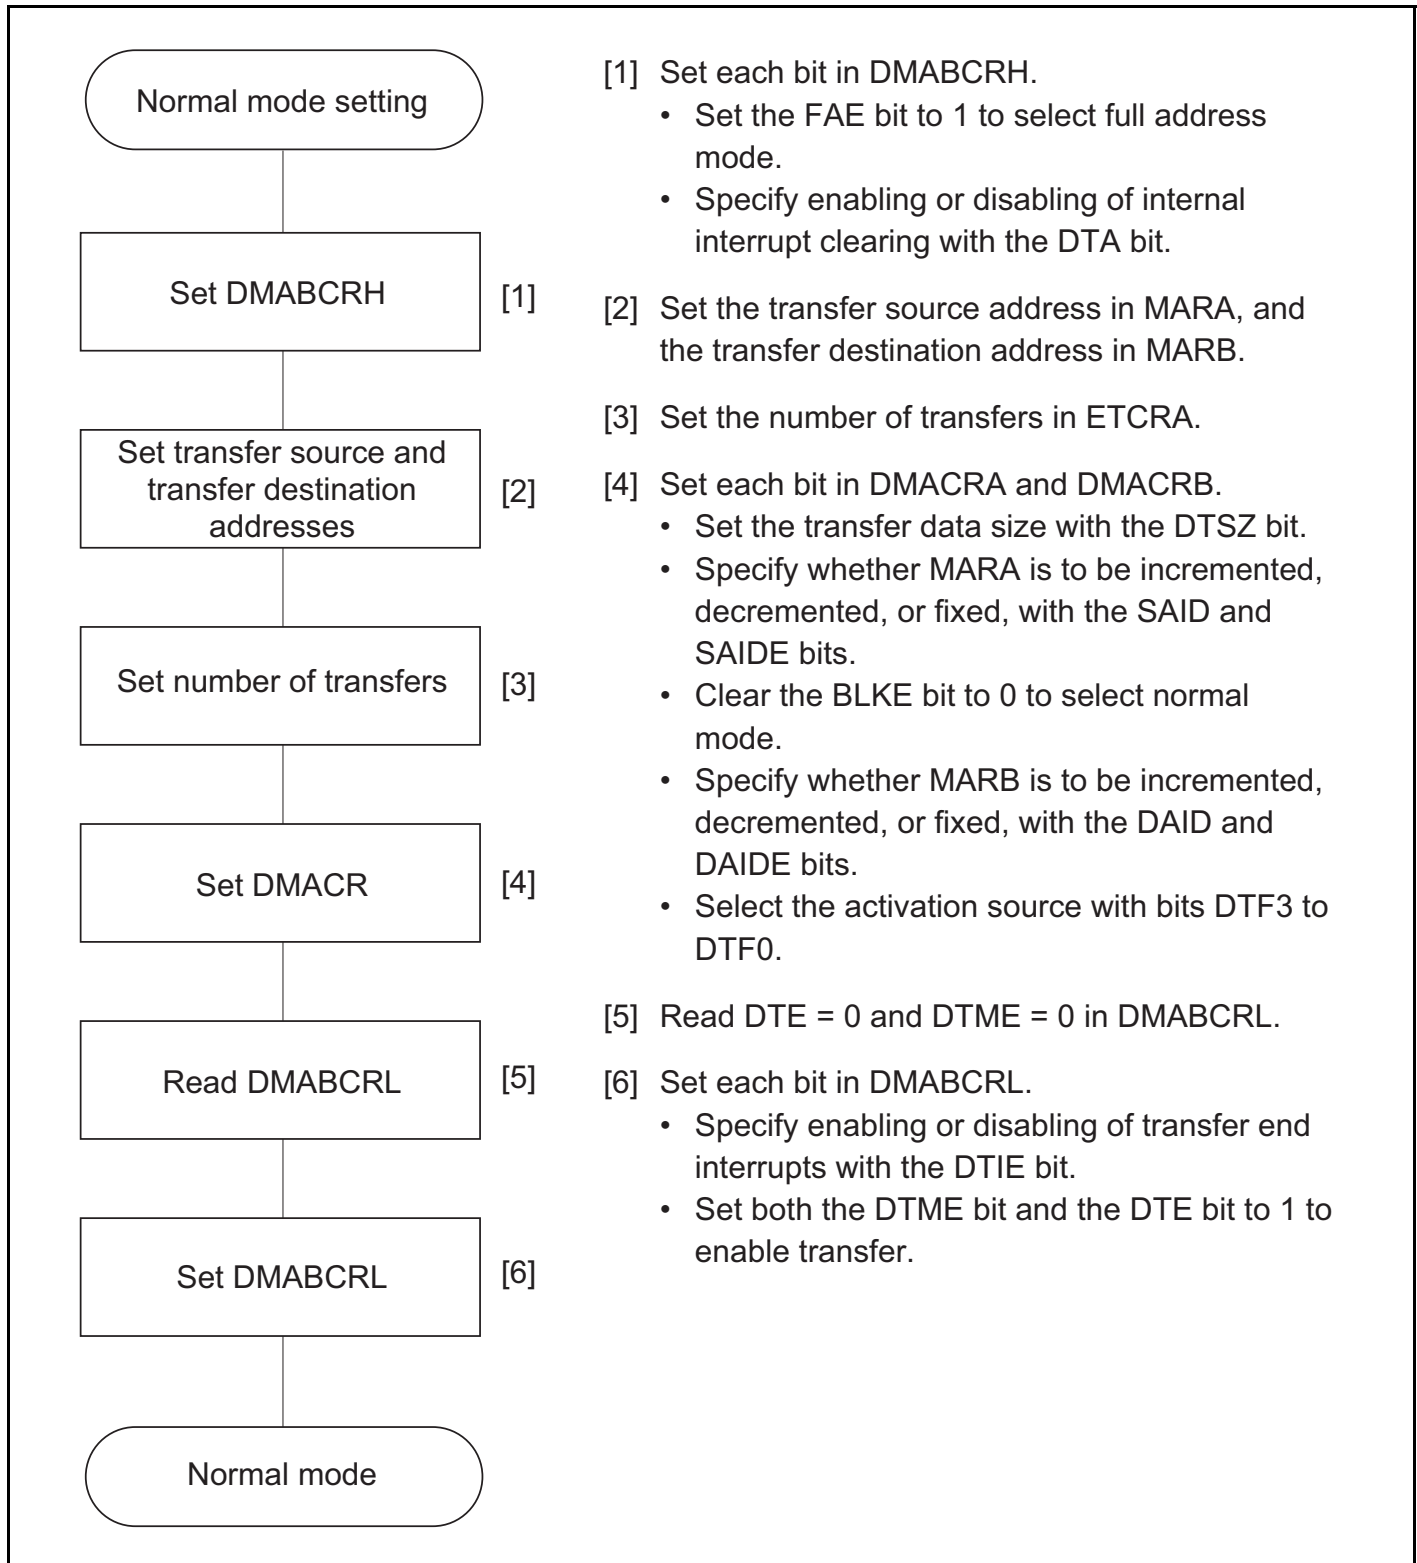 Normal mode setting
Set DMABCRH
[1]
Set transfer source and
transfer destination
addresses
[2]
Set number of transfers
[3]
Set DMACR
[4]
Read DMABCRL
[5]
Set DMABCRL
[6]
Normal mode
[1] Set each bit in DMABCRH.
• Set the FAE bit to 1 to select full address
mode.
• Specify enabling or disabling of internal
interrupt clearing with the DTA bit.
[2] Set the transfer source address in MARA, and
the transfer destination address in MARB.
[3] Set the number of transfers in ETCRA.
[4] Set each bit in DMACRA and DMACRB.
• Set the transfer data size with the DTSZ bit.
• Specify whether MARA is to be incremented,
decremented, or fixed, with the SAID and
SAIDE bits.
• Clear the BLKE bit to 0 to select normal
mode.
• Specify whether MARB is to be incremented,
decremented, or fixed, with the DAID and
DAIDE bits.
• Select the activation source with bits DTF3 to
DTF0.
[5] Read DTE = 0 and DTME = 0 in DMABCRL.
[6] Set each bit in DMABCRL.
• Specify enabling or disabling of transfer end
interrupts with the DTIE bit.
• Set both the DTME bit and the DTE bit to 1 to
enable transfer.